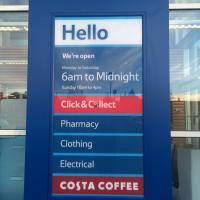 Hello
We're open
Monday to Saturday
6am to Midnight
Sunday 10am to 4pm
Click & Collect
Pharmacy
Clothing
Electrical
COSTA COFFEE